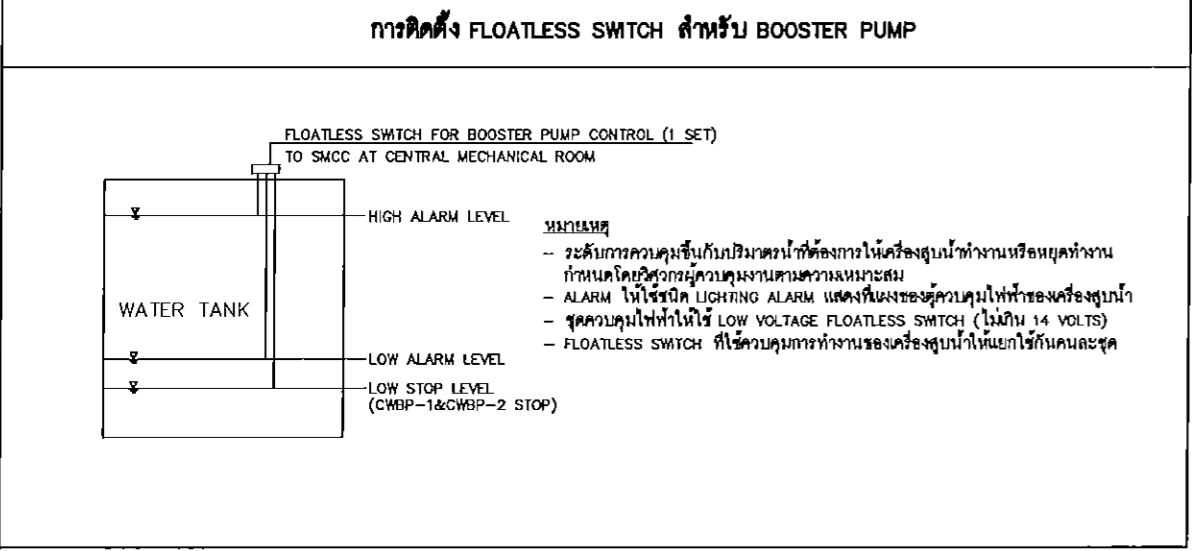 การติดตั้ง FLOATLESS SWITCH สำหรับ BOOSTER PUMP
FLOATLESS SWITCH FOR BOOSTER PUMP CONTROL (1 SET)
TO SMCC AT CENTRAL MECHANICAL ROOM
HIGH ALARM LEVEL
WATER TANK
LOW ALARM LEVEL
LOW STOP LEVEL
(CWBP-1&CWBP-2 STOP)
หมายเหตุ
- ระดับการควบคุมขึ้นกับปริมาตรน้ำที่ต้องการให้เครื่องสูบน้ำทำงานหรือหยุดทำงาน
กำหนดโดยวิศวกรผู้ควบคุมงานตามความเหมาะสม
- ALARM ให้ใช้ชนิด LIGHTING ALARM แสดงที่แผงของตู้ควบคุมไฟฟ้าของเครื่องสูบน้ำ
- ชุดควบคุมไฟฟ้าให้ใช้ LOW VOLTAGE FLOATLESS SWITCH (ไม่เกิน 14 VOLTS)
- FLOATLESS SWITCH ที่ใช้ควบคุมการทำงานของเครื่องสูบน้ำให้แยกใช้กันคนละชุด